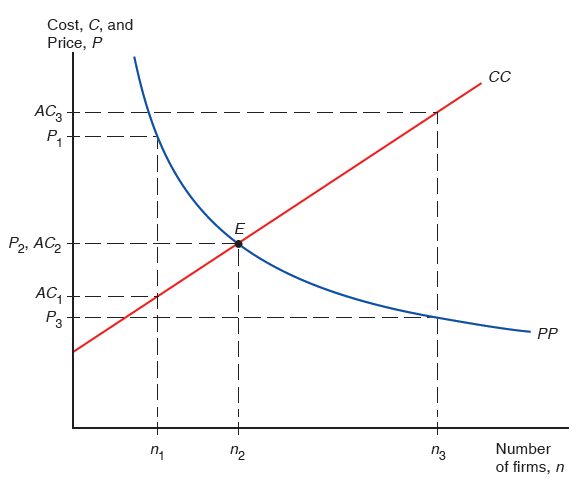 Cost, C, and
Price, P
CC
AC3
P1
E
P2, AC2
AC1
P3
PP
n1
n2
n3
Number
of firms, n